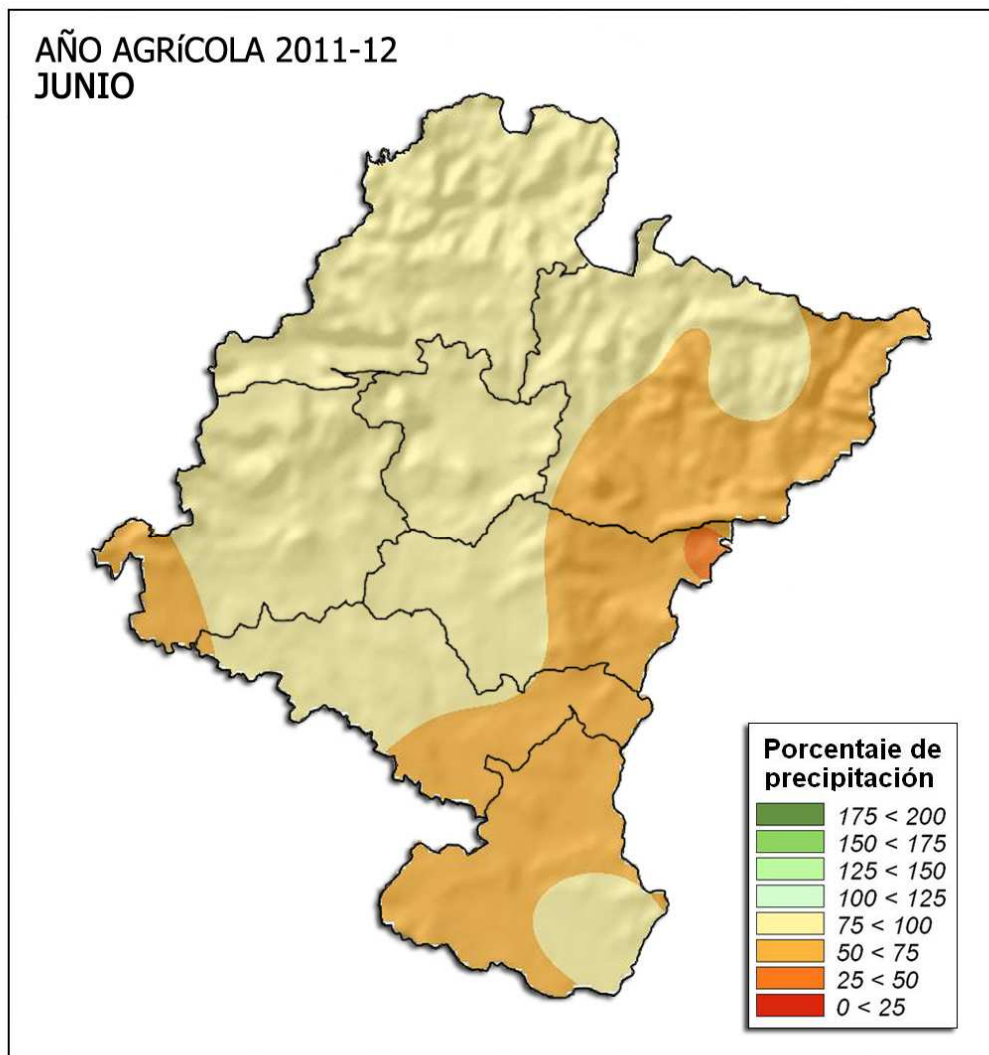 AÑO AGRíCOLA 2011-12
JUNIO
Porcentaje de
precipitación
175 < 200
150 < 175
125 < 150
100 < 125
75 < 100
50 < 75
25 < 50
0 < 25